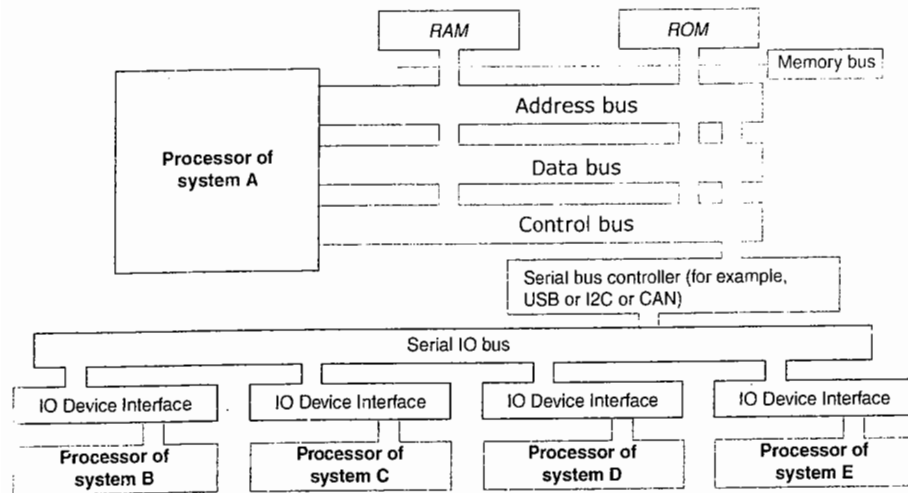 RAM
ROM
Memory bus
Address bus
Processor of
system A
Data bus
Control bus
Serial bus controller (for example,
USB or I2C or CAN)
Serial IO bus
IO Device Interface
IO Device Interface
IO Device Interface
IO Device Interface
Processor of
system B
Processor of
system C
Processor of
system D
Processor of
system E